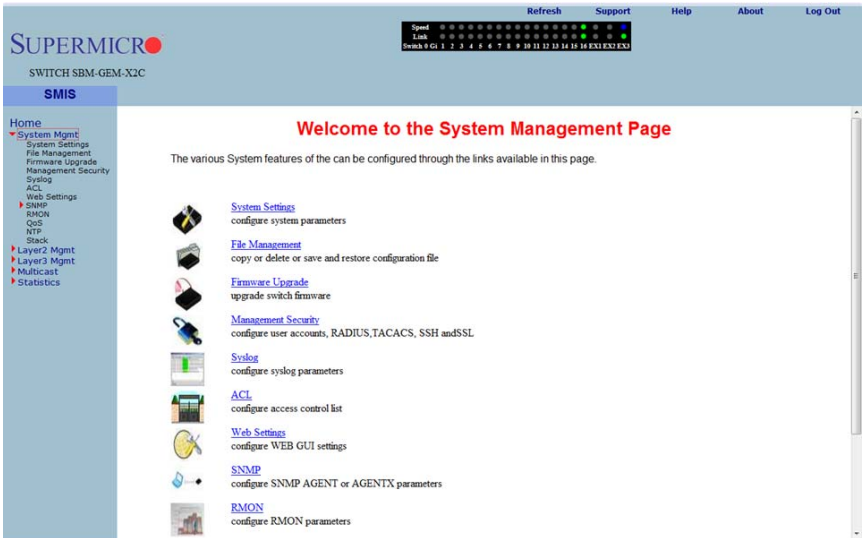 Refresh Support Help About Log Out
SUPERMICRO
SWITCH SBM-GEM-X2C
Speed
Link
Switch 0 Gi 1 2 3 4 5 6 7 8 9 10 11 12 13 14 15 16 EX1 EX2 EX3
SMIS
Home
System Mgmt
System Settings
File Management
Firmware Upgrade
Management Security
Syslog
ACL
Web Settings
SNMP
RMON
QoS
NTP
Stack
Layer2 Mgmt
Layer3 Mgmt
Multicast
Statistics
Welcome to the System Management Page
The various System features of the can be configured through the links available in this page.
System Settings
configure system parameters
File Management
copy or delete or save and restore configuration file
Firmware Upgrade
upgrade switch firmware
Management Security
configure user accounts, RADIUS,TACACS, SSH andSSL
Syslog
configure syslog parameters
ACL
configure access control list
Web Settings
configure WEB GUI settings
SNMP
configure SNMP AGENT or AGENTX parameters
RMON
configure RMON parameters